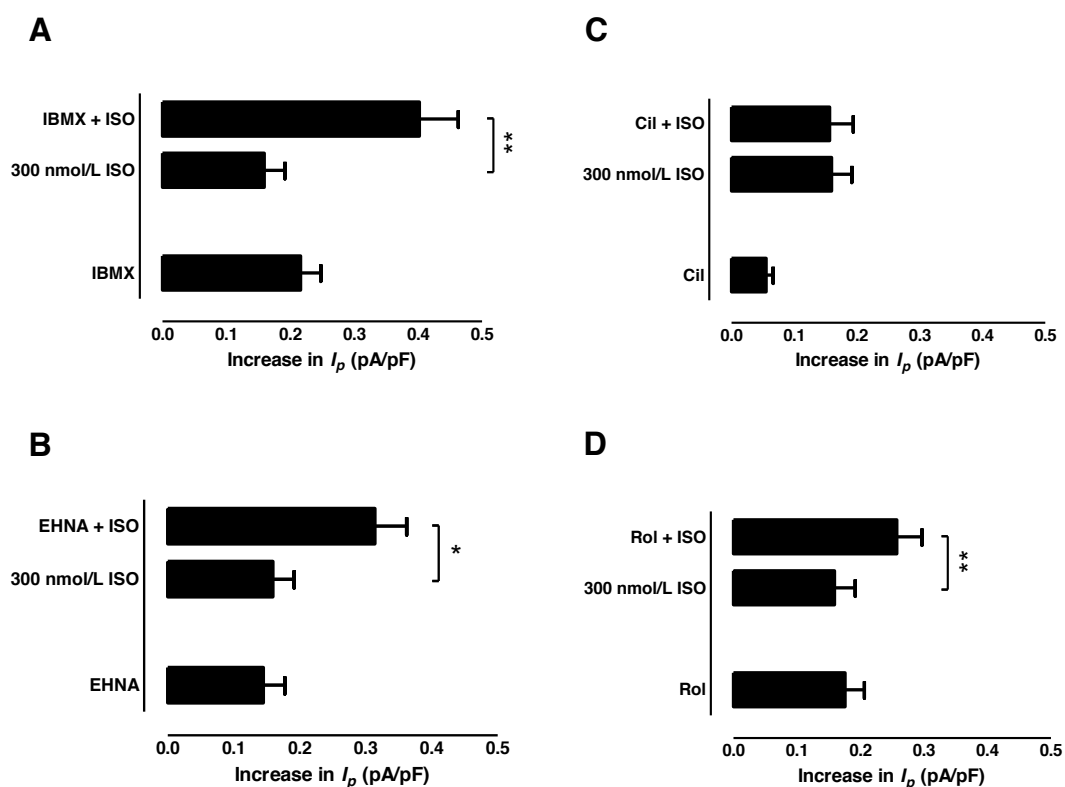 A
IBMX + ISO
300 nmol/L ISO
**
IBMX
0.0 0.1 0.2 0.3 0.4 0.5
Increase in Ip (pA/pF)
B
EHNA + ISO
300 nmol/L ISO
*
EHNA
0.0 0.1 0.2 0.3 0.4 0.5
Increase in Ip (pA/pF)
C
Cil + ISO
300 nmol/L ISO
Cil
0.0 0.1 0.2 0.3 0.4 0.5
Increase in Ip (pA/pF)
D
Rol + ISO
300 nmol/L ISO
**
Rol
0.0 0.1 0.2 0.3 0.4 0.5
Increase in Ip (pA/pF)